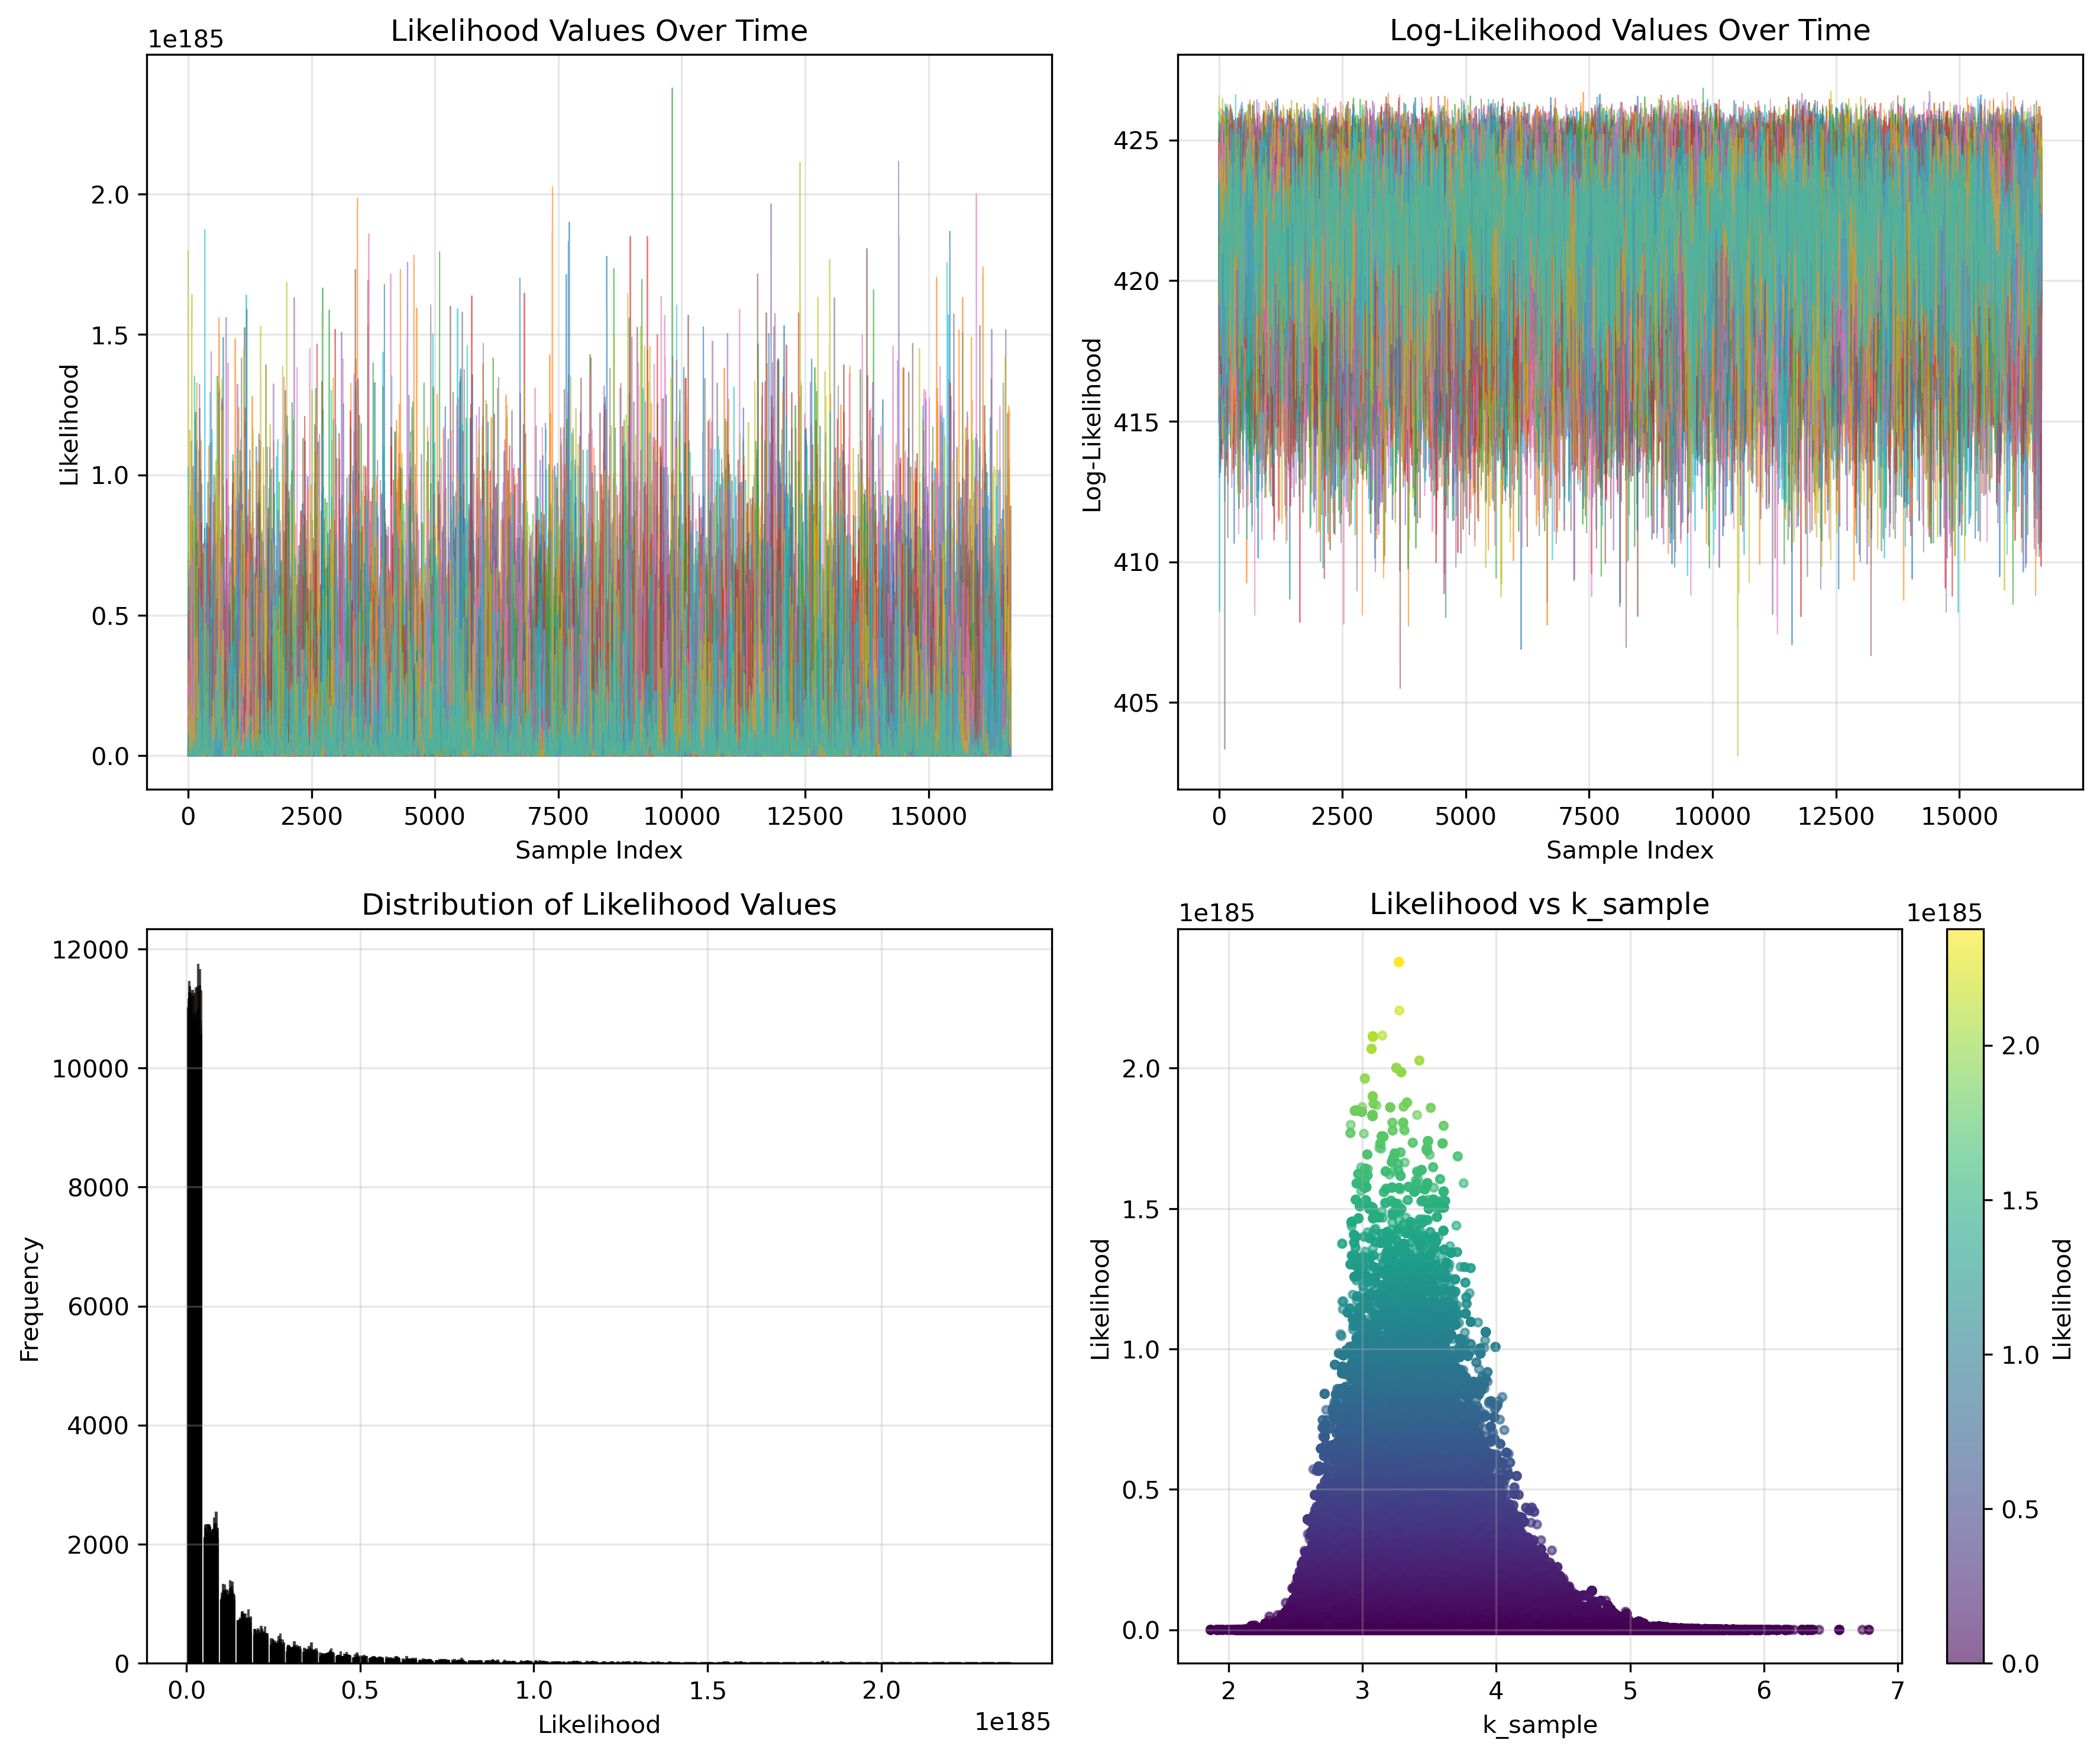 Likelihood Values Over Time
1e185
2.0
1.5
1.0
0.5
0.0
Likelihood
0 2500 5000 7500 10000 12500 15000
Sample Index
Log-Likelihood Values Over Time
425
420
415
410
405
Log-Likelihood
0 2500 5000 7500 10000 12500 15000
Sample Index
Distribution of Likelihood Values
12000
10000
8000
6000
4000
2000
0
Frequency
0.0 0.5 1.0 1.5 2.0
Likelihood
1e185
Likelihood vs k_sample
1e185
2.0
1.5
1.0
0.5
0.0
Likelihood
2 3 4 5 6 7
k_sample
1e185
2.0
1.5
1.0
0.5
0.0
Likelihood